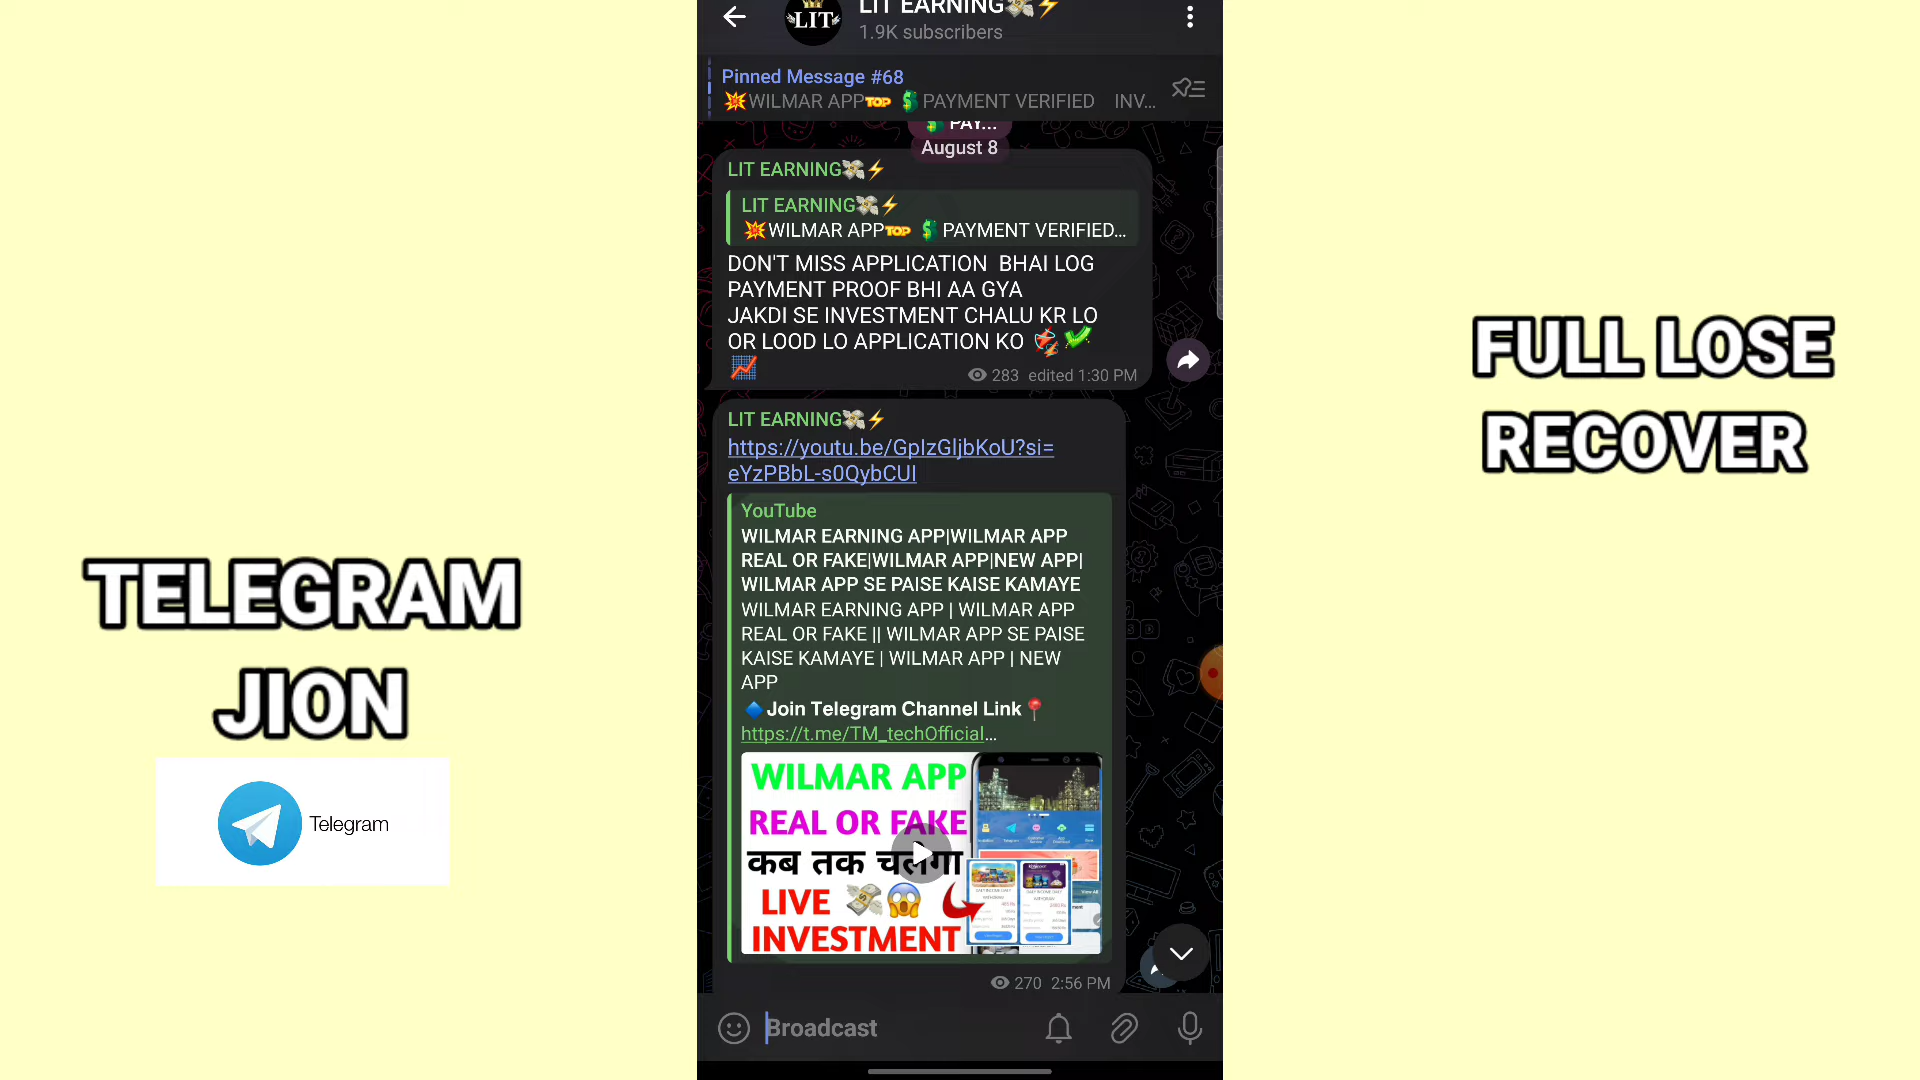 LIT EARNING💸⚡
1.9K subscribers
Pinned Message #68
💥WILMAR APP🔝 💲PAYMENT VERIFIED INV...
💲 PAY...
August 8
LIT EARNING💸⚡
LIT EARNING💸⚡
💥WILMAR APP🔝 💲PAYMENT VERIFIED...
DON'T MISS APPLICATION BHAI LOG
PAYMENT PROOF BHI AA GYA
JAKDI SE INVESTMENT CHALU KR LO
OR LOOD LO APPLICATION KO
283 edited 1:30 PM
LIT EARNING💸⚡
https://youtu.be/GpIzGljbKoU?si=
eYzPBbL-s0QybCUI
YouTube
WILMAR EARNING APP|WILMAR APP
REAL OR FAKE|WILMAR APP|NEW APP|
WILMAR APP SE PAISE KAISE KAMAYE
WILMAR EARNING APP | WILMAR APP
REAL OR FAKE || WILMAR APP SE PAISE
KAISE KAMAYE | WILMAR APP | NEW
APP
🔷Join Telegram Channel Link📍
https://t.me/TM_techOfficial...
WILMAR APP
REAL OR FAKE
कब तक चलेगा
LIVE 💸😱
INVESTMENT
270 2:56 PM
Broadcast
TELEGRAM
JION
Telegram
FULL LOSE
RECOVER